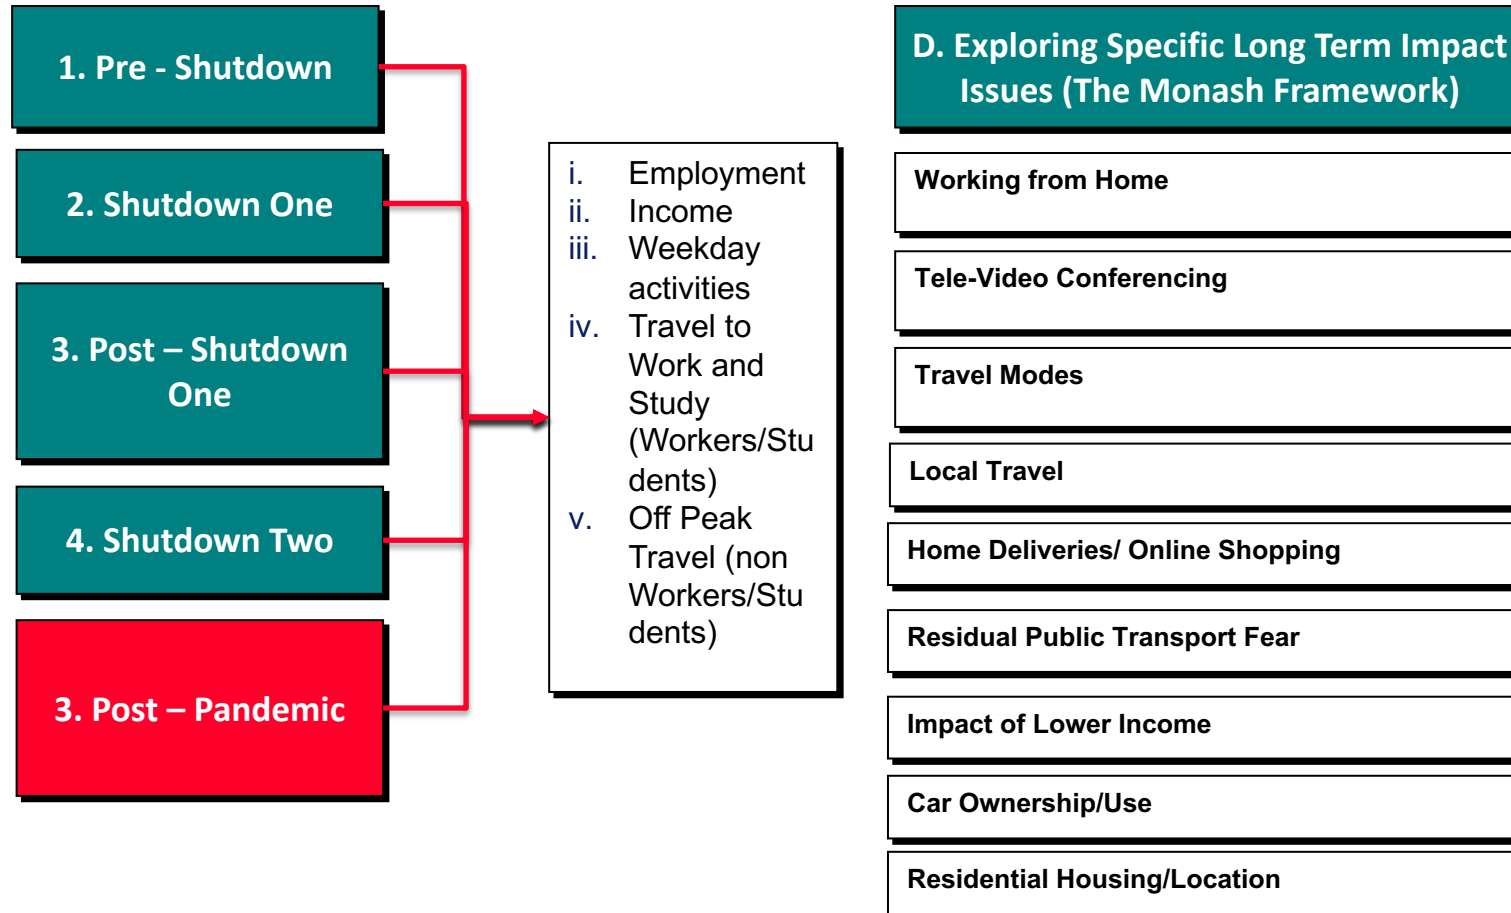 1. Pre - Shutdown
2. Shutdown One
3. Post – Shutdown
One
4. Shutdown Two
3. Post – Pandemic
i. Employment
ii. Income
iii. Weekday
activities
iv. Travel to
Work and
Study
(Workers/Stu
dents)
v. Off Peak
Travel (non
Workers/Stu
dents)
D. Exploring Specific Long Term Impact
Issues (The Monash Framework)
Working from Home
Tele-Video Conferencing
Travel Modes
Local Travel
Home Deliveries/ Online Shopping
Residual Public Transport Fear
Impact of Lower Income
Car Ownership/Use
Residential Housing/Location